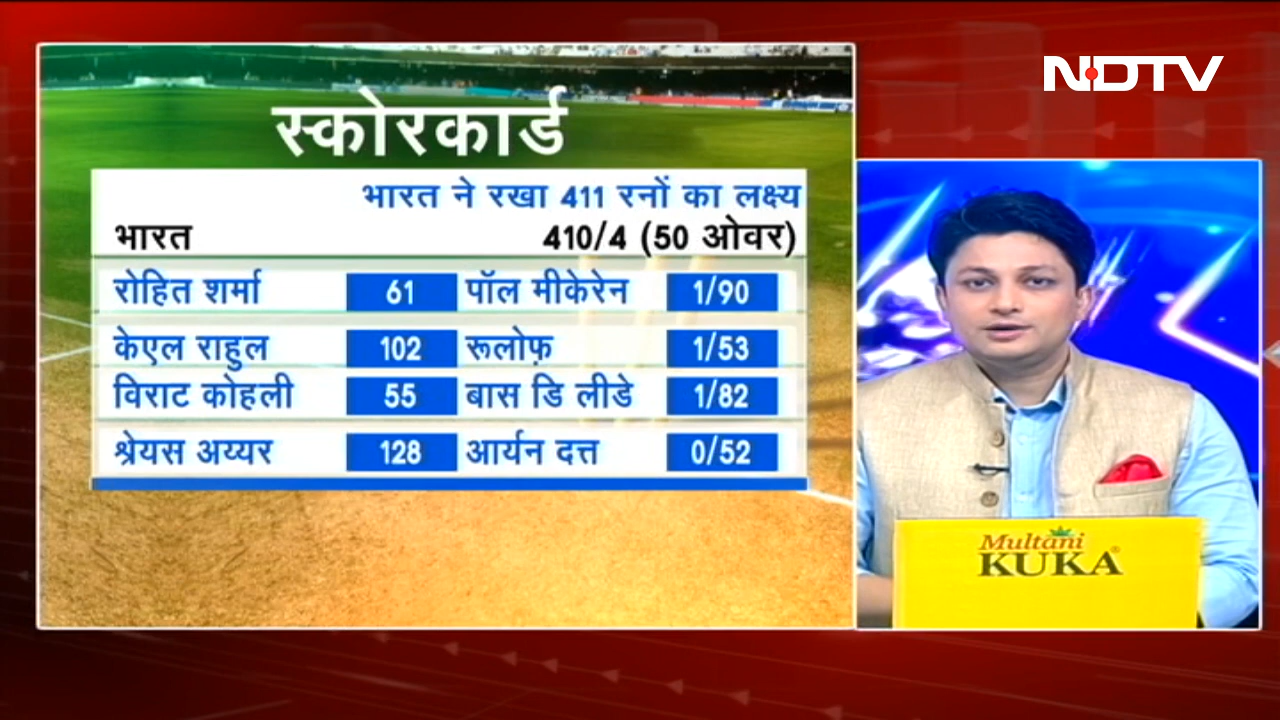 NDTV
स्कोरकार्ड
भारत ने रखा 411 रनों का लक्ष्य
भारत 410/4 (50 ओवर)
रोहित शर्मा 61 पॉल मीकेरेन 1/90
केएल राहुल 102 रूलोफ़ 1/53
विराट कोहली 55 बास डि लीडे 1/82
श्रेयस अय्यर 128 आर्यन दत्त 0/52
Multani
KUKA